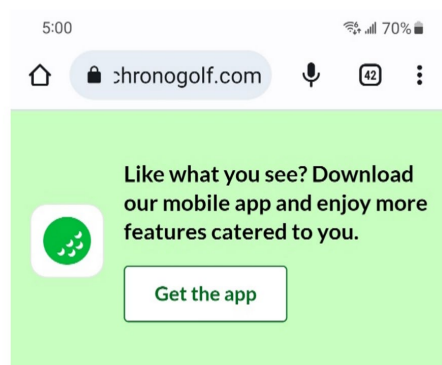 5:00 70%
chronogolf.com 42
Like what you see? Download
our mobile app and enjoy more
features catered to you.
Get the app